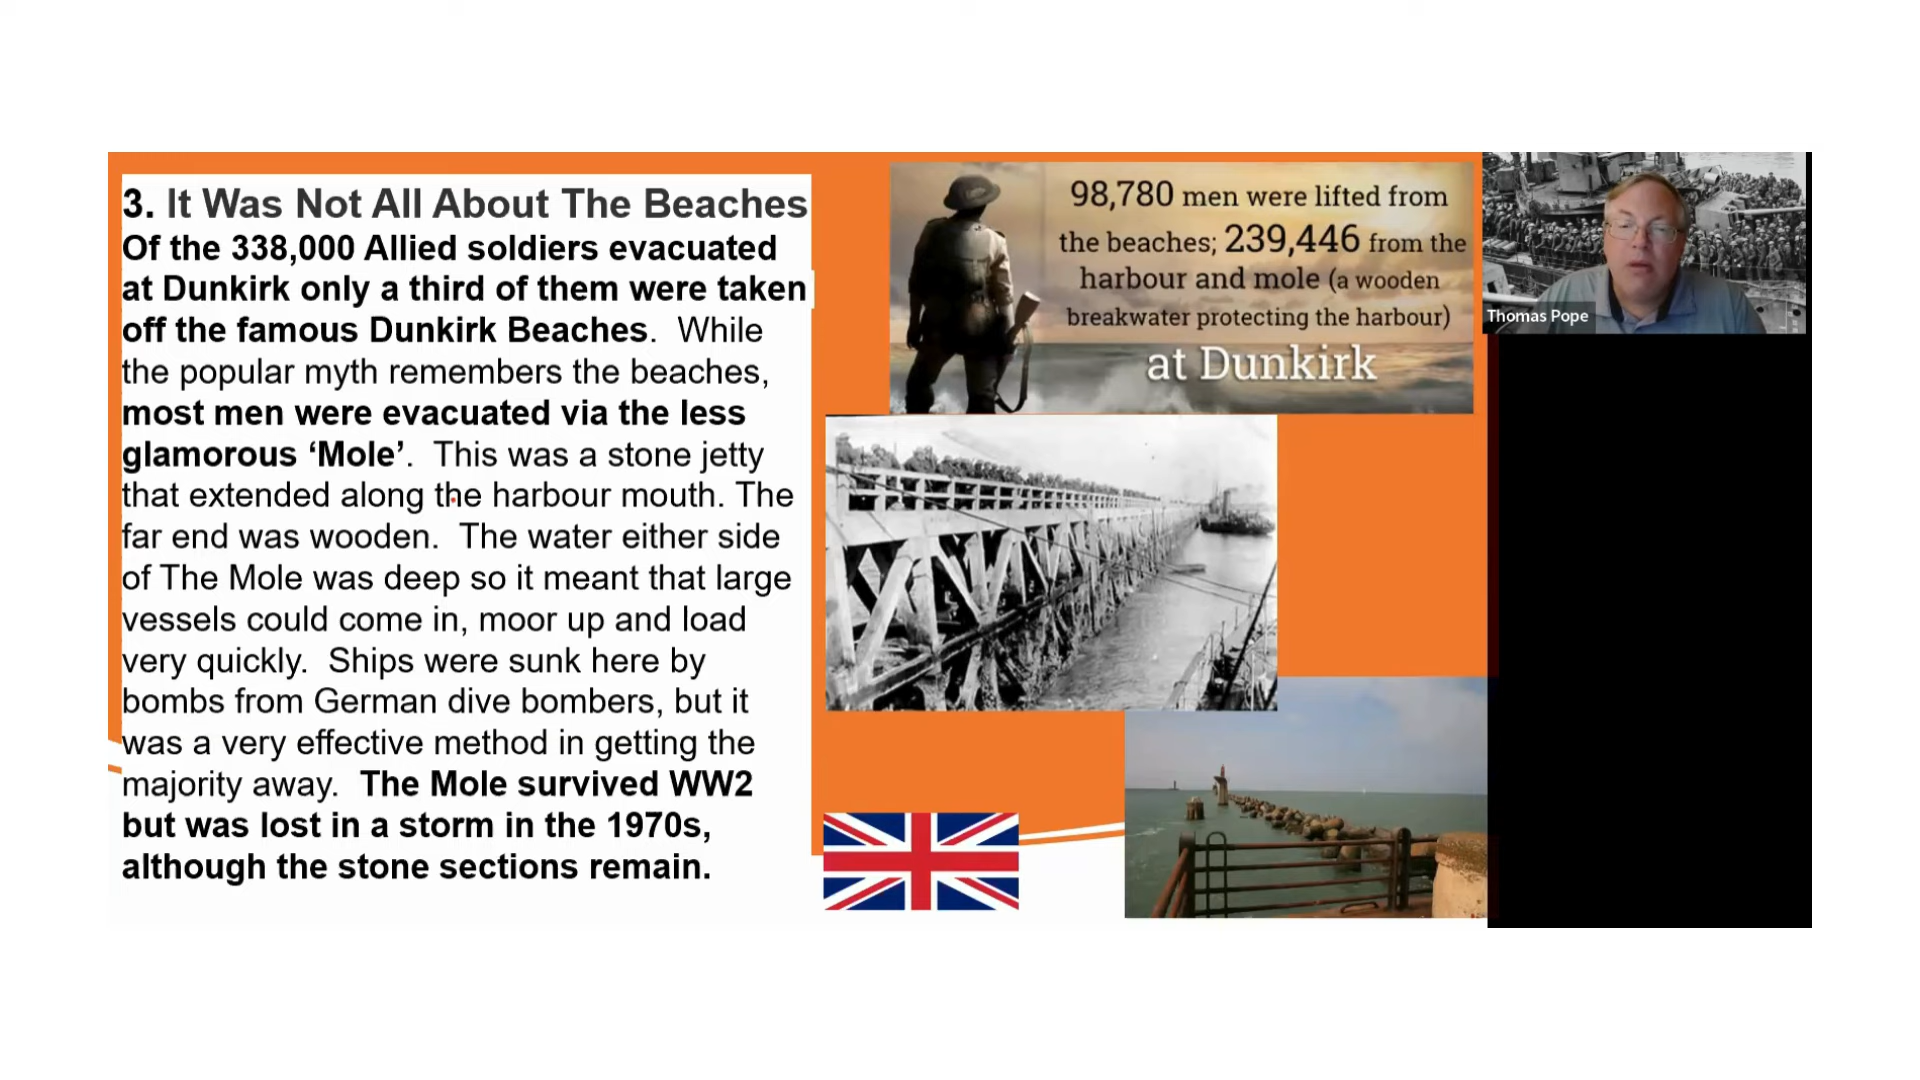 3. It Was Not All About The Beaches
Of the 338,000 Allied soldiers evacuated
at Dunkirk only a third of them were taken
off the famous Dunkirk Beaches.  While
the popular myth remembers the beaches,
most men were evacuated via the less
glamorous ‘Mole’.  This was a stone jetty
that extended along the harbour mouth. The
far end was wooden.  The water either side
of The Mole was deep so it meant that large
vessels could come in, moor up and load
very quickly.  Ships were sunk here by
bombs from German dive bombers, but it
was a very effective method in getting the
majority away.  The Mole survived WW2
but was lost in a storm in the 1970s,
although the stone sections remain.
98,780 men were lifted from
the beaches; 239,446 from the
harbour and mole (a wooden
breakwater protecting the harbour)
at Dunkirk
Thomas Pope